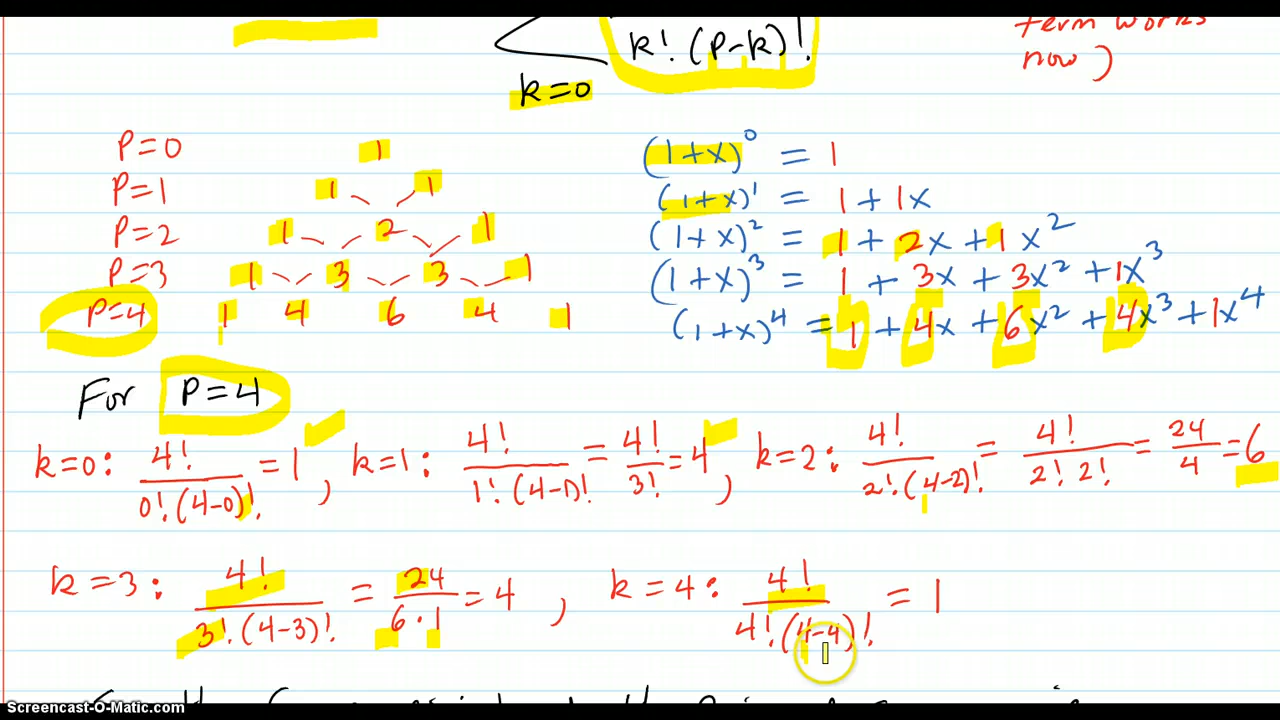 term works
k! (P-k)!
now)
k=0
P=0 1 (1+x)^0 = 1
P=1 1 1 (1+x)^1 = 1 + 1x
P=2 1 2 1 (1+x)^2 = 1 + 2x + 1x^2
P=3 1 3 3 1 (1+x)^3 = 1 + 3x + 3x^2 + 1x^3
P=4 1 4 6 4 1 (1+x)^4 = 1 + 4x + 6x^2 + 4x^3 + 1x^4
For P=4
k=0: 4!/0!(4-0)! = 1, k=1: 4!/1!(4-1)! = 4!/3! = 4, k=2: 4!/2!(4-2)! = 4!/2! 2! = 24/4 = 6
k=3: 4!/3!(4-3)! = 24/6·1 = 4, k=4: 4!/4!(4-4)! = 1
Screencast-O-Matic.com